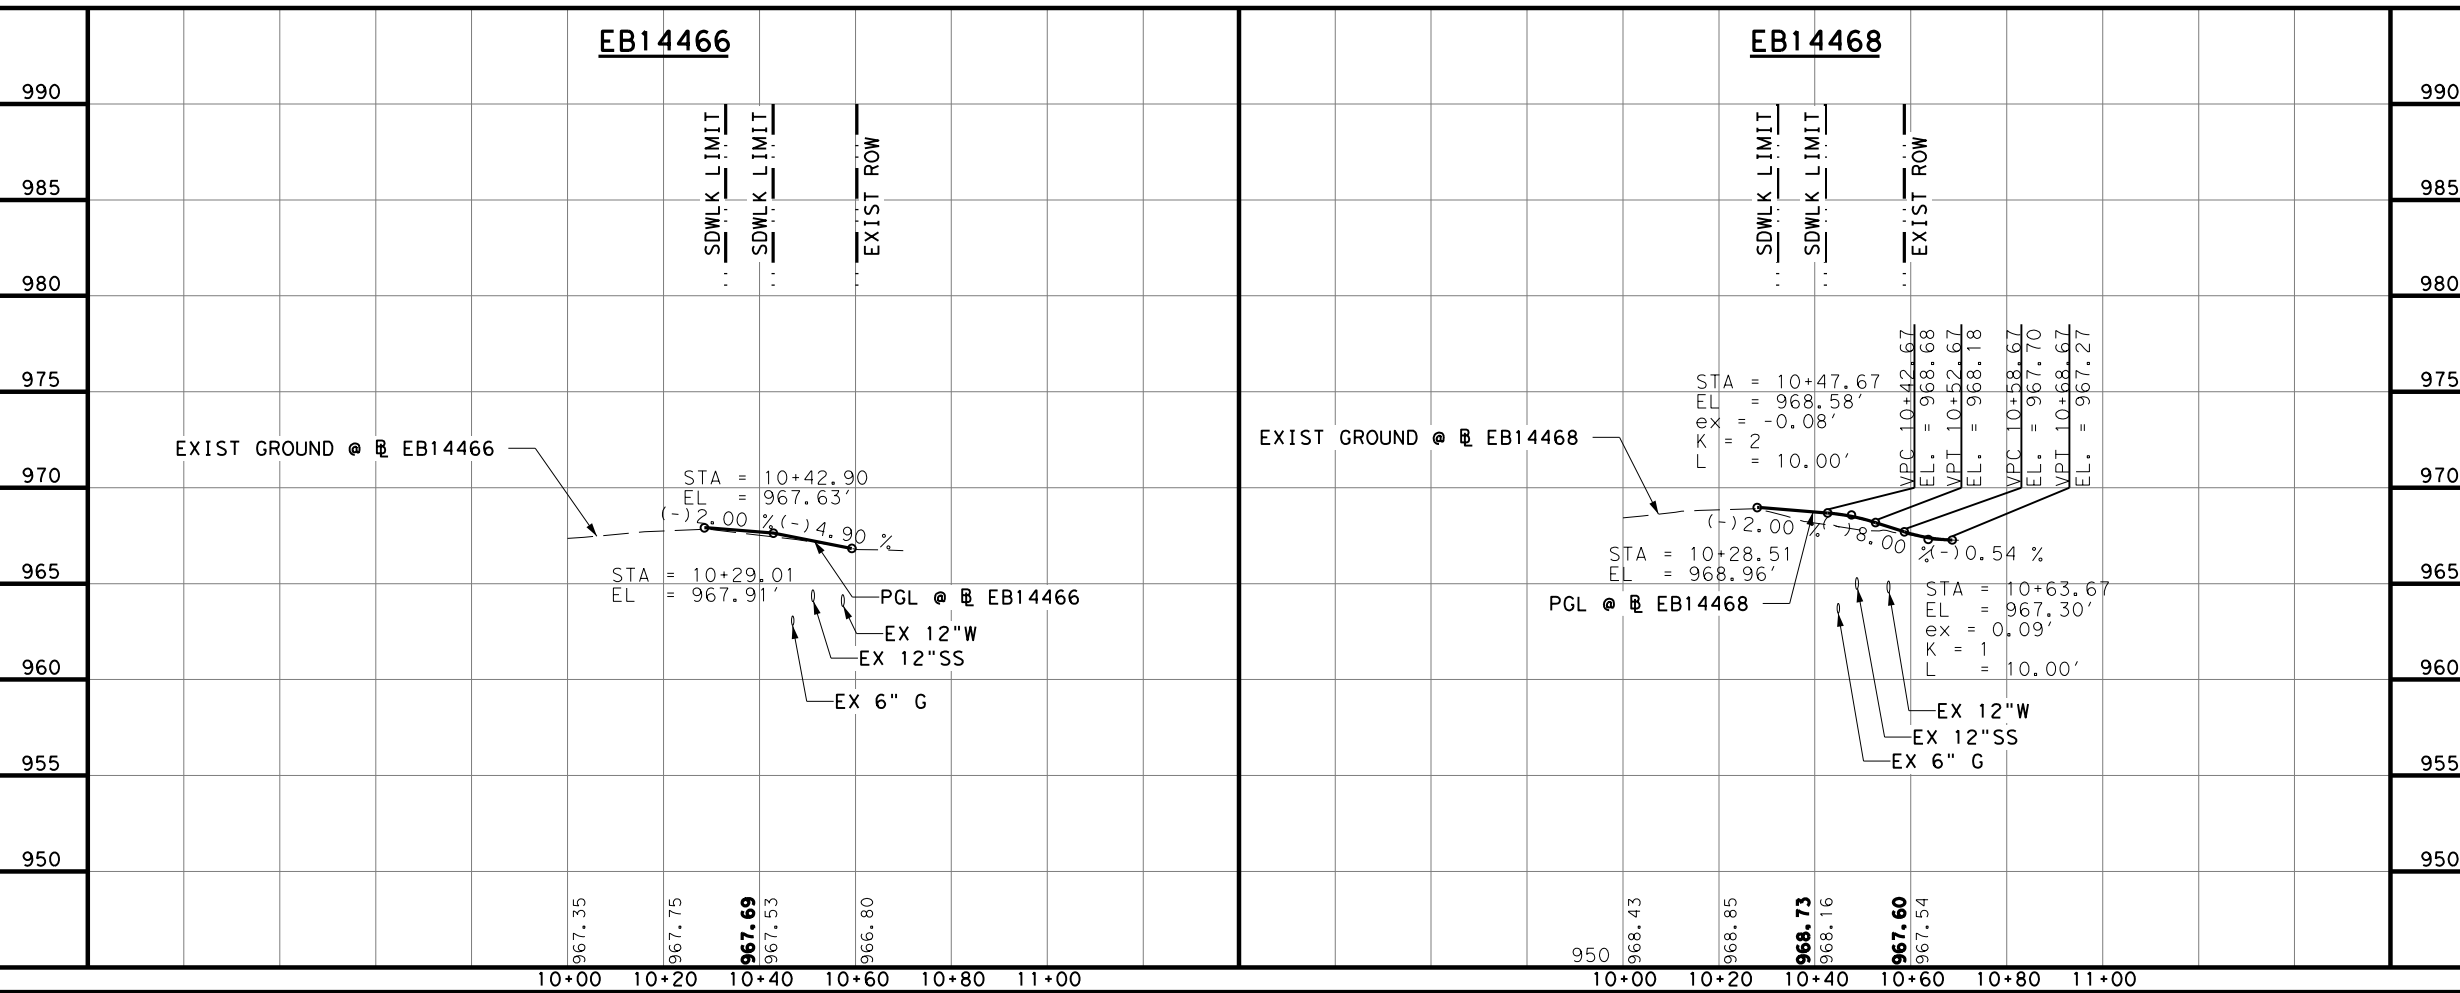 EB14466
EB14468
990
985
980
975
970
965
960
955
950
SDWLK LIMIT
SDWLK LIMIT
EXIST ROW
EXIST GROUND @ BL EB14466
STA = 10+42.90
EL = 967.63'
(-)2.00 %
(-)4.90 %
STA = 10+29.01
EL = 967.91'
PGL @ BL EB14466
EX 12"W
EX 12"SS
EX 6" G
967.35
967.75
967.69
967.53
966.80
10+00
10+20
10+40
10+60
10+80
11+00
SDWLK LIMIT
SDWLK LIMIT
EXIST ROW
STA = 10+47.67
EL = 968.58'
ex = -0.08'
K = 2
L = 10.00'
VPC 10+42.67
EL. = 968.68
VPT 10+52.67
EL. = 968.18
VPC 10+58.67
EL. = 967.70
VPT 10+68.67
EL. = 967.27
EXIST GROUND @ BL EB14468
(-)2.00 %
(-)8.00 %
(-)0.54 %
STA = 10+28.51
EL = 968.96'
PGL @ BL EB14468
STA = 10+63.67
EL = 967.30'
ex = 0.09'
K = 1
L = 10.00'
EX 12"W
EX 12"SS
EX 6" G
950
968.43
968.85
968.73
968.16
967.60
967.54
10+00
10+20
10+40
10+60
10+80
11+00
990
985
980
975
970
965
960
955
950